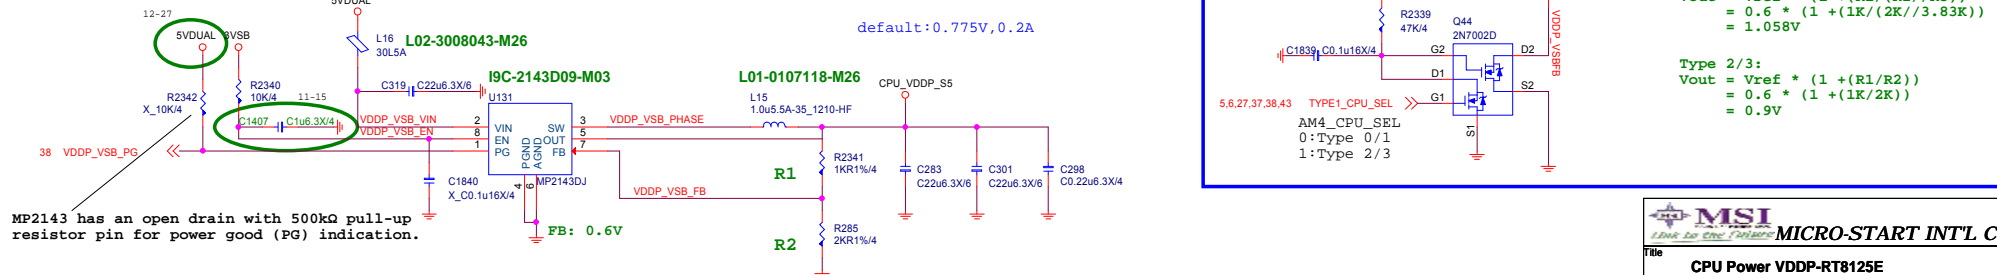 12-27
5VDUAL
5VDUAL
3VSB
L16
30L5A
L02-3008043-M26
default:0.775V,0.2A
R2342
X_10K/4
R2340
10K/4
11-15
C319
C22u6.3X/6
I9C-2143D09-M03
U131
L01-0107118-M26
L15
1.0u5.5A-35_1210-HF
CPU_VDDP_S5
C1407
C1u6.3X/4
VDDP_VSB_VIN
VDDP_VSB_EN
2
8
1
VIN
EN
PG
SW
OUT
FB
3
5
7
PGND
AGND
4
6
MP2143DJ
VDDP_VSB_PHASE
38
VDDP_VSB_PG
C1840
X_C0.1u16X/4
VDDP_VSB_FB
R1
R2341
1KR1%/4
C283
C22u6.3X/6
C301
C22u6.3X/6
C298
C0.22u6.3X/4
MP2143 has an open drain with 500kΩ pull-up
resistor pin for power good (PG) indication.
FB: 0.6V
R2
R285
2KR1%/4
R2339
47K/4
Q44
2N7002D
VDDP_VSBFB
C1839
C0.1u16X/4
G2
D1
G1
D2
S2
S1
5,6,27,37,38,43
TYPE1_CPU_SEL
AM4_CPU_SEL
0:Type 0/1
1:Type 2/3
= 0.6 * (1 +(1K/(2K//3.83K))
= 1.058V
Type 2/3:
Vout = Vref * (1 +(R1/R2))
= 0.6 * (1 +(1K/2K))
= 0.9V
MSI
Link to the Future
MICRO-START INT'L C
Title
CPU Power VDDP-RT8125E